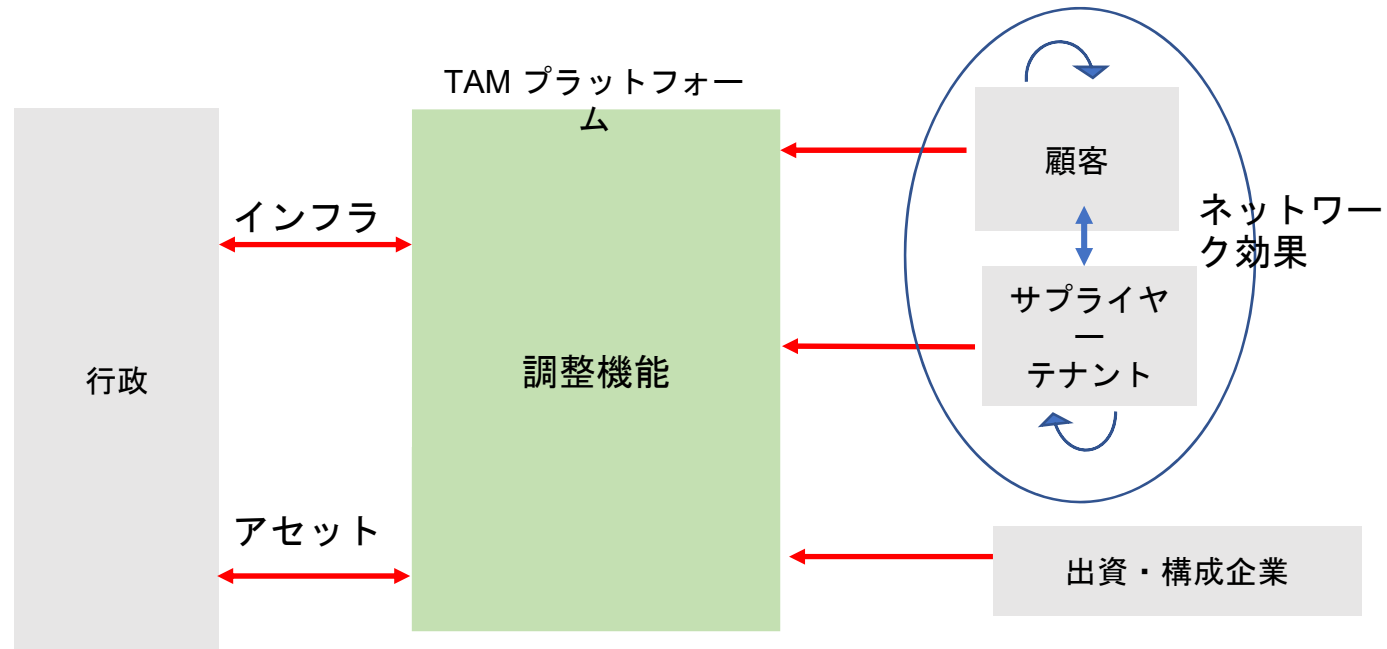 TAM プラットフォー
ム
行政
インフラ
アセット
調整機能
顧客
ネットワー
ク効果
サプライヤ
ー
テナント
出資・構成企業